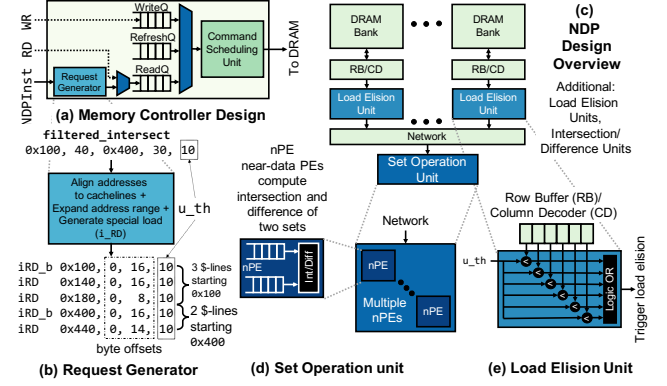 WR
RD
NDPInst
WriteQ
RefreshQ
ReadQ
Request
Generator
Command
Scheduling
Unit
To DRAM
(a) Memory Controller Design
filtered_intersect
0x100, 40, 0x400, 30, 10
Align addresses
to cachelines +
Expand address range +
Generate special load
(i_RD)
u_th
iRD_b 0x100, 0, 16, 10
iRD 0x140, 0, 16, 10
iRD 0x180, 0, 8, 10
iRD_b 0x400, 0, 16, 10
iRD 0x440, 0, 14, 10
3 $-lines
starting
0x100
2 $-lines
starting
0x400
byte offsets
(b) Request Generator
DRAM
Bank
DRAM
Bank
RB/CD
RB/CD
Load Elision
Unit
Load Elision
Unit
Network
Set Operation
Unit
(c)
NDP
Design
Overview
Additional:
Load Elision
Units,
Intersection/
Difference Units
nPE
near-data PEs
compute
intersection and
difference of
two sets
Network
nPE
Int/Diff
nPE
Multiple
nPEs
nPE
(d) Set Operation unit
Row Buffer (RB)/
Column Decoder (CD)
u_th
<
<
<
<
<
<
Logic OR
Trigger load elision
(e) Load Elision Unit